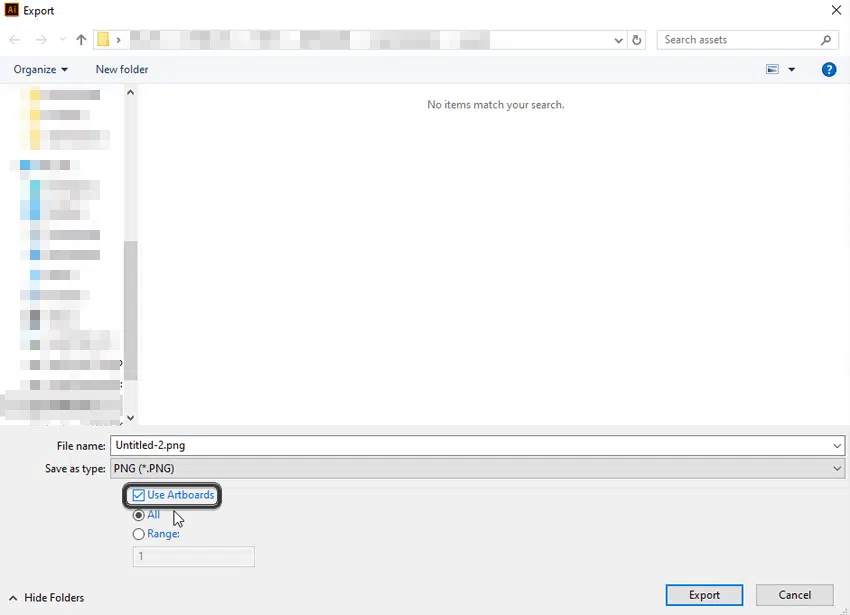 Ai Export
Search assets
Organize New folder
?
No items match your search.
File name: Untitled-2.png
Save as type: PNG (*.PNG)
Use Artboards
All
Range:
1
Hide Folders Export Cancel